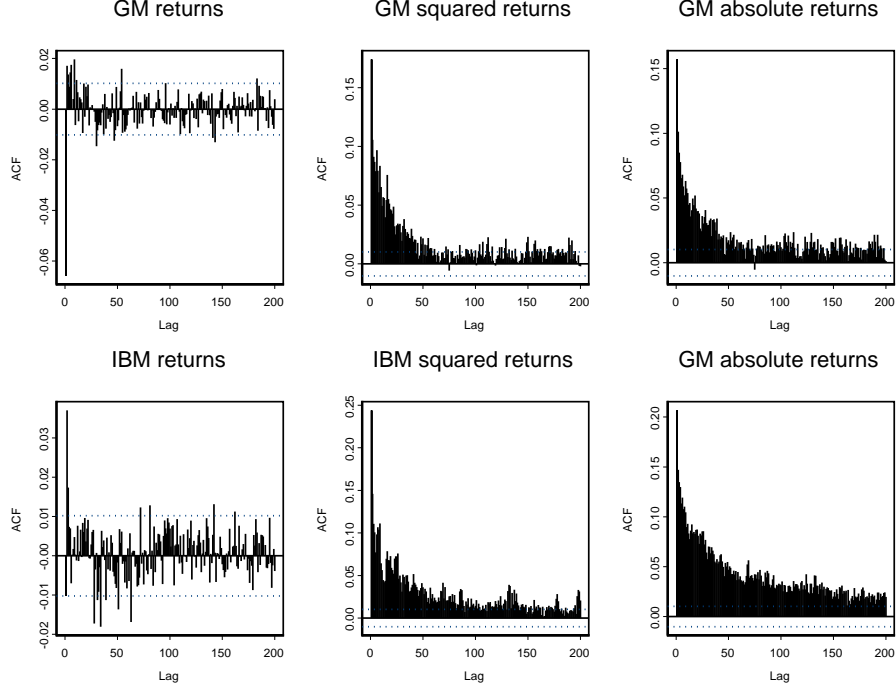 GM returns
GM squared returns
GM absolute returns
ACF
0.02
0.00
-0.02
-0.04
-0.06
0 50 100 150 200
Lag
ACF
0.15
0.10
0.05
0.00
0 50 100 150 200
Lag
ACF
0.15
0.10
0.05
0.00
0 50 100 150 200
Lag
IBM returns
IBM squared returns
GM absolute returns
ACF
0.03
0.02
0.01
-0.00
-0.01
-0.02
0 50 100 150 200
Lag
ACF
0.25
0.20
0.15
0.10
0.05
0.00
0 50 100 150 200
Lag
ACF
0.20
0.15
0.10
0.05
0.00
0 50 100 150 200
Lag